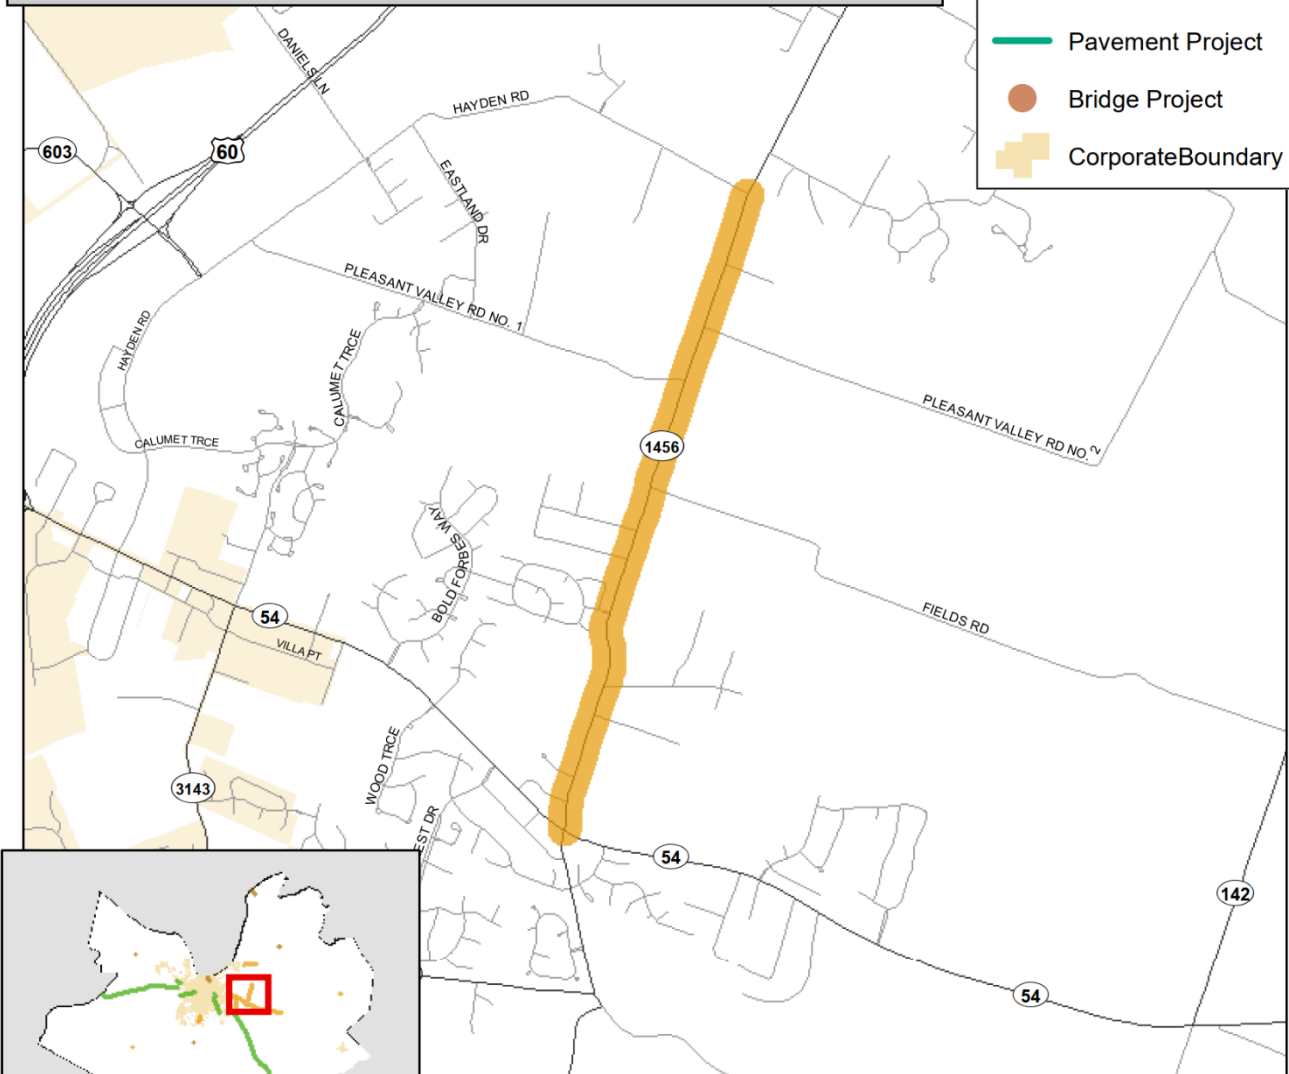 Pavement Project
Bridge Project
CorporateBoundary
DANIELS LN
HAYDEN RD
603
60
EASTLAND DR
PLEASANT VALLEY RD NO. 1
HAYDEN RD
CALUMET TRCE
CALUMET TRCE
1456
PLEASANT VALLEY RD NO. 2
BOLD FORBES WAY
54
VILLA PT
FIELDS RD
WOOD TRCE
3143
EST DR
54
142
54